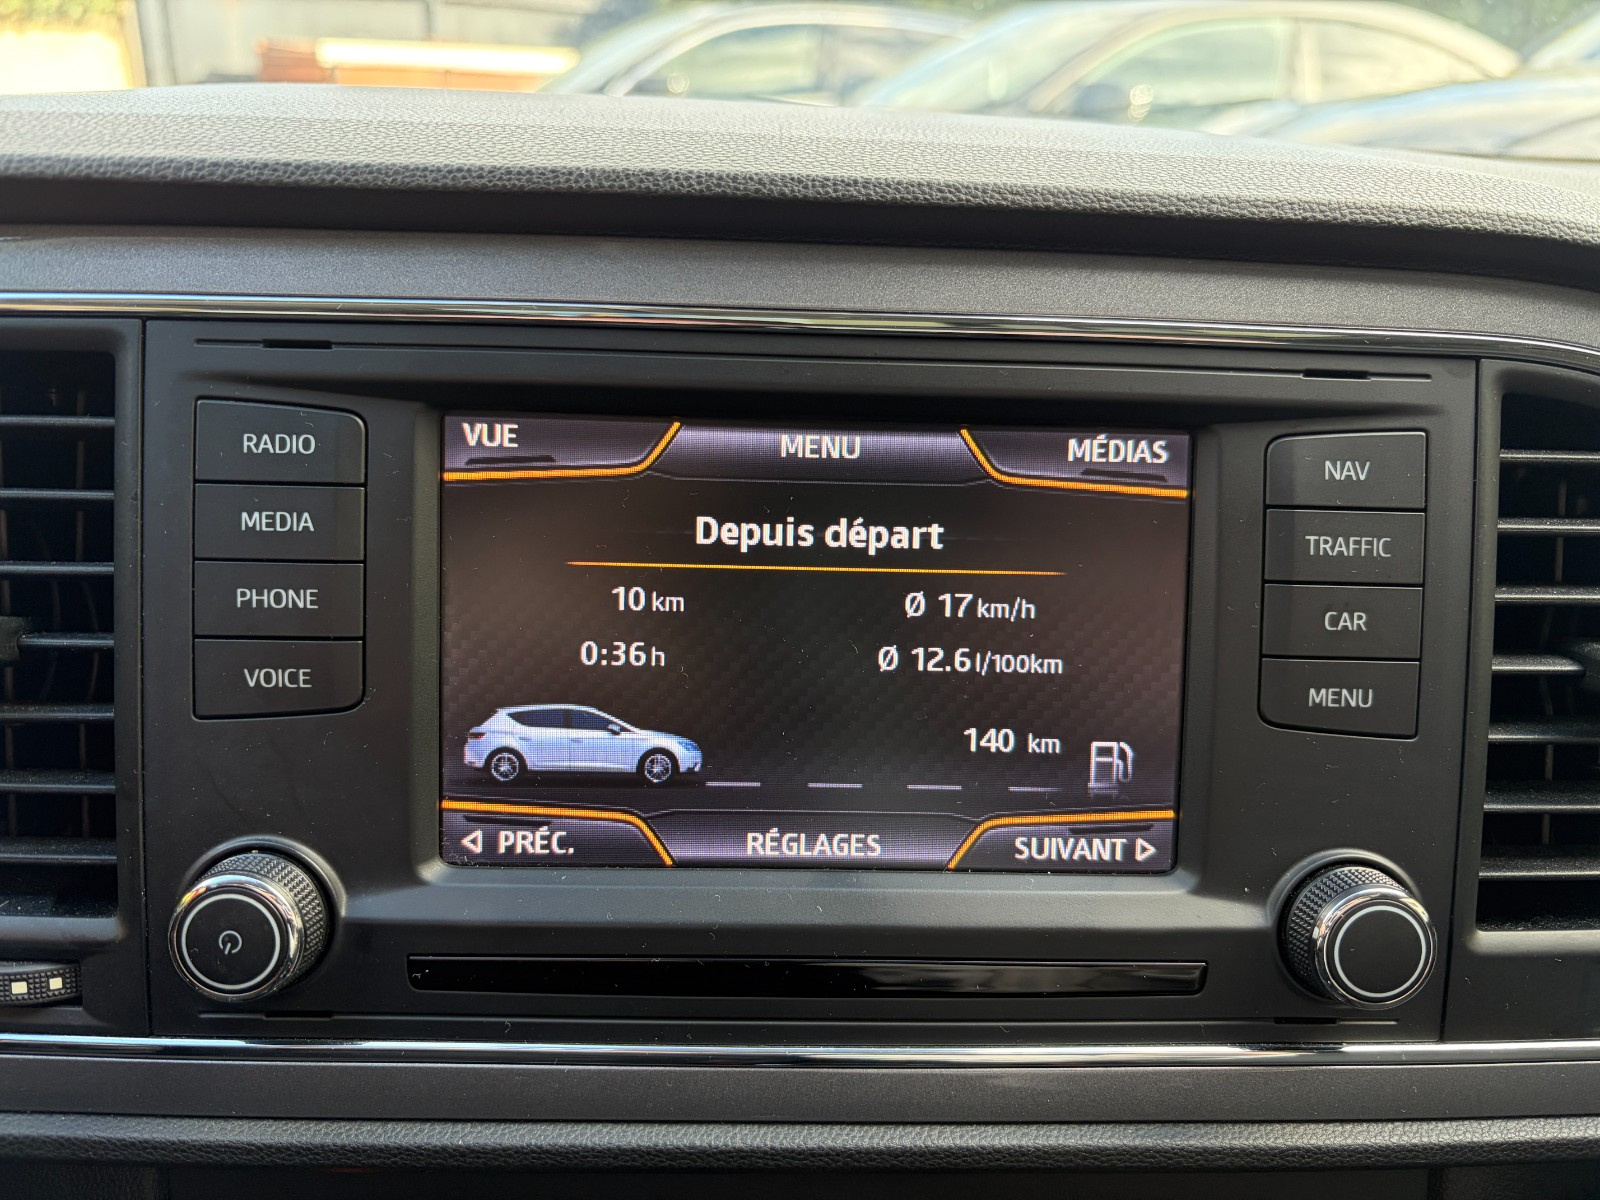 RADIO
MEDIA
PHONE
VOICE
VUE
MENU
MÉDIAS
Depuis départ
10 km
Ø 17 km/h
0:36 h
Ø 12.6 l/100km
140 km
PRÉC.
RÉGLAGES
SUIVANT
NAV
TRAFFIC
CAR
MENU